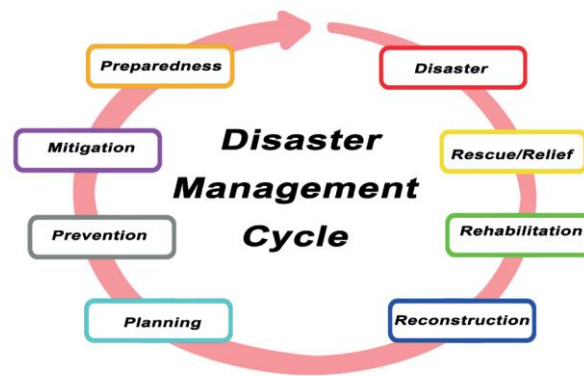 Preparedness
Disaster
Mitigation
Disaster
Management
Cycle
Rescue/Relief
Prevention
Rehabilitation
Planning
Reconstruction